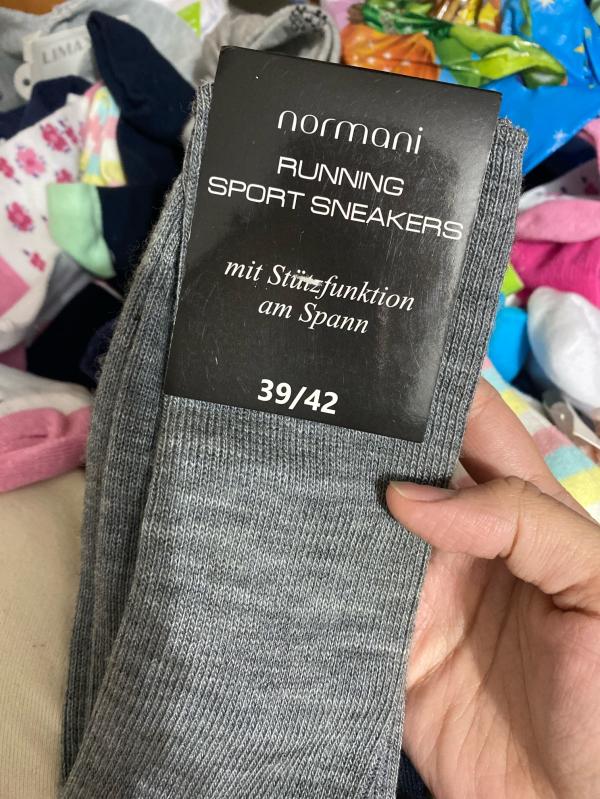 normani
RUNNING
SPORT SNEAKERS
mit Stützfunktion
am Spann
39/42